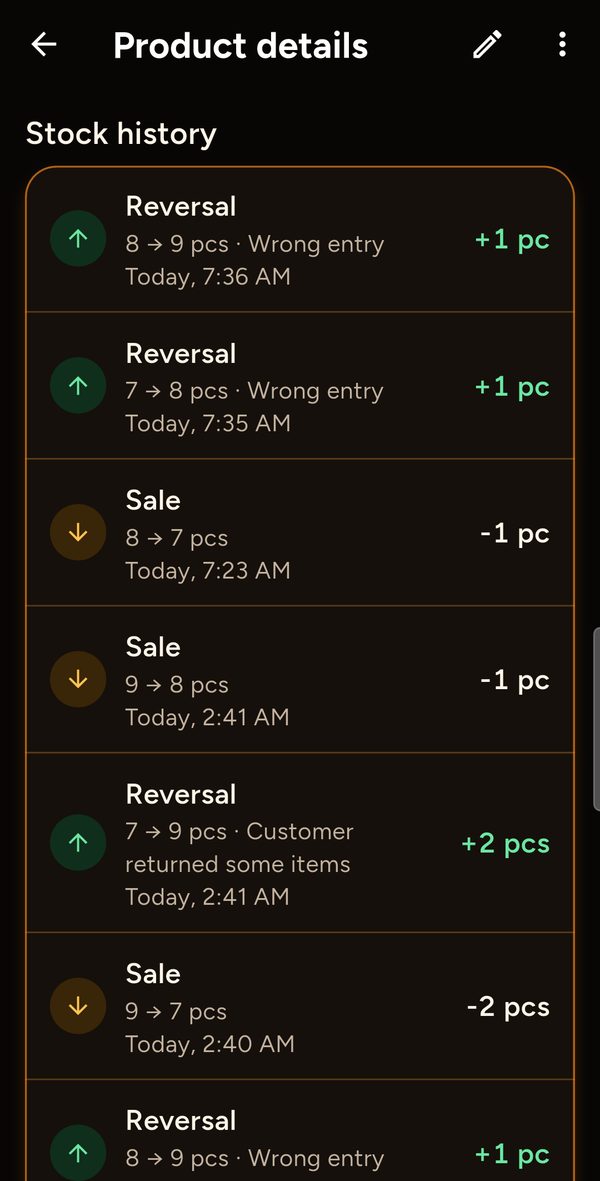 Product details
Stock history
Reversal
8 → 9 pcs · Wrong entry
+1 pc
Today, 7:36 AM
Reversal
7 → 8 pcs · Wrong entry
+1 pc
Today, 7:35 AM
Sale
8 → 7 pcs
-1 pc
Today, 7:23 AM
Sale
9 → 8 pcs
-1 pc
Today, 2:41 AM
Reversal
7 → 9 pcs · Customer
returned some items
+2 pcs
Today, 2:41 AM
Sale
9 → 7 pcs
-2 pcs
Today, 2:40 AM
Reversal
8 → 9 pcs · Wrong entry
+1 pc